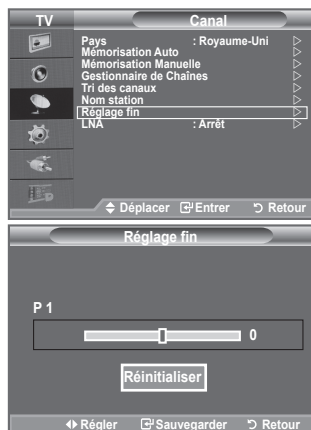 TV Canal
Pays : Royaume-Uni
Mémorisation Auto
Mémorisation Manuelle
Gestionnaire de Chaînes
Tri des canaux
Nom station
Réglage fin
LNA : Arrêt
Déplacer Entrer Retour
Réglage fin
P 1
0
Réinitialiser
Régler Sauvegarder Retour